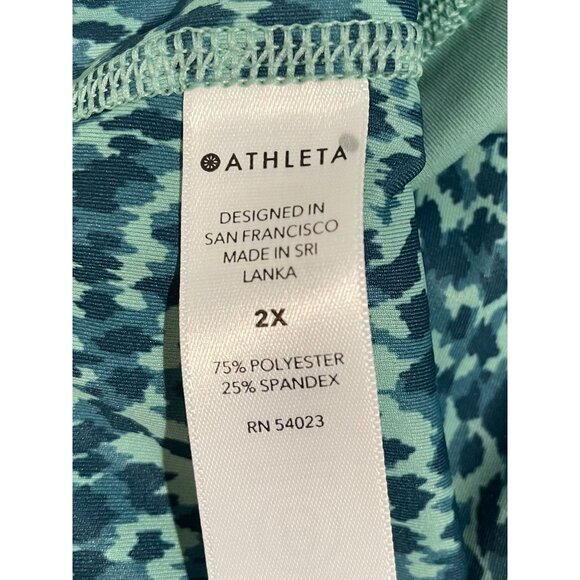 ATHLETA
DESIGNED IN
SAN FRANCISCO
MADE IN SRI
LANKA
2X
75% POLYESTER
25% SPANDEX
RN 54023